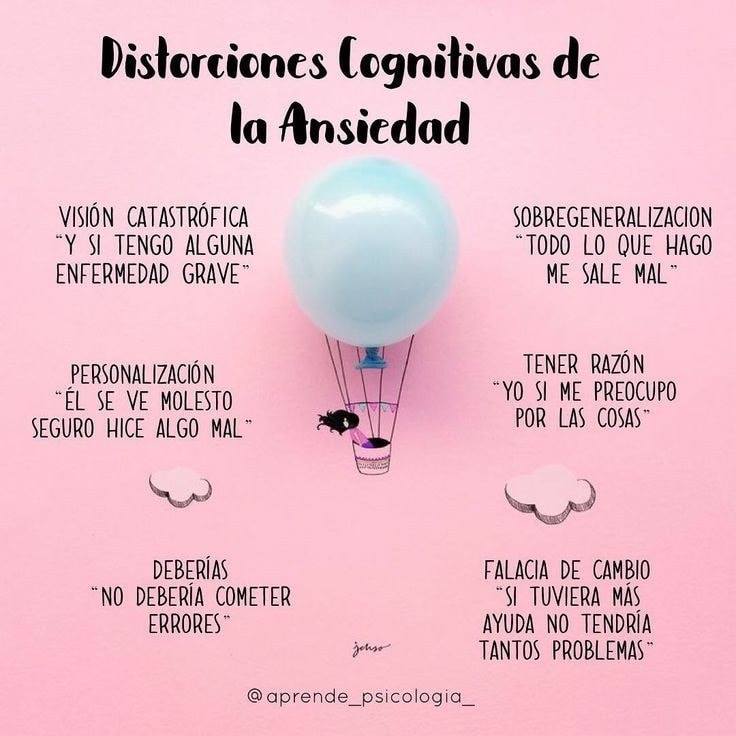 Distorciones Cognitivas de
la Ansiedad
VISIÓN CATASTRÓFICA
"Y SI TENGO ALGUNA
ENFERMEDAD GRAVE"
SOBREGENERALIZACION
"TODO LO QUE HAGO
ME SALE MAL"
PERSONALIZACIÓN
"ÉL SE VE MOLESTO
SEGURO HICE ALGO MAL"
TENER RAZÓN
"YO SI ME PREOCUPO
POR LAS COSAS"
DEBERÍAS
"NO DEBERÍA COMETER
ERRORES"
FALACIA DE CAMBIO
"SI TUVIERA MÁS
AYUDA NO TENDRÍA
TANTOS PROBLEMAS"
@aprende_psicologia_